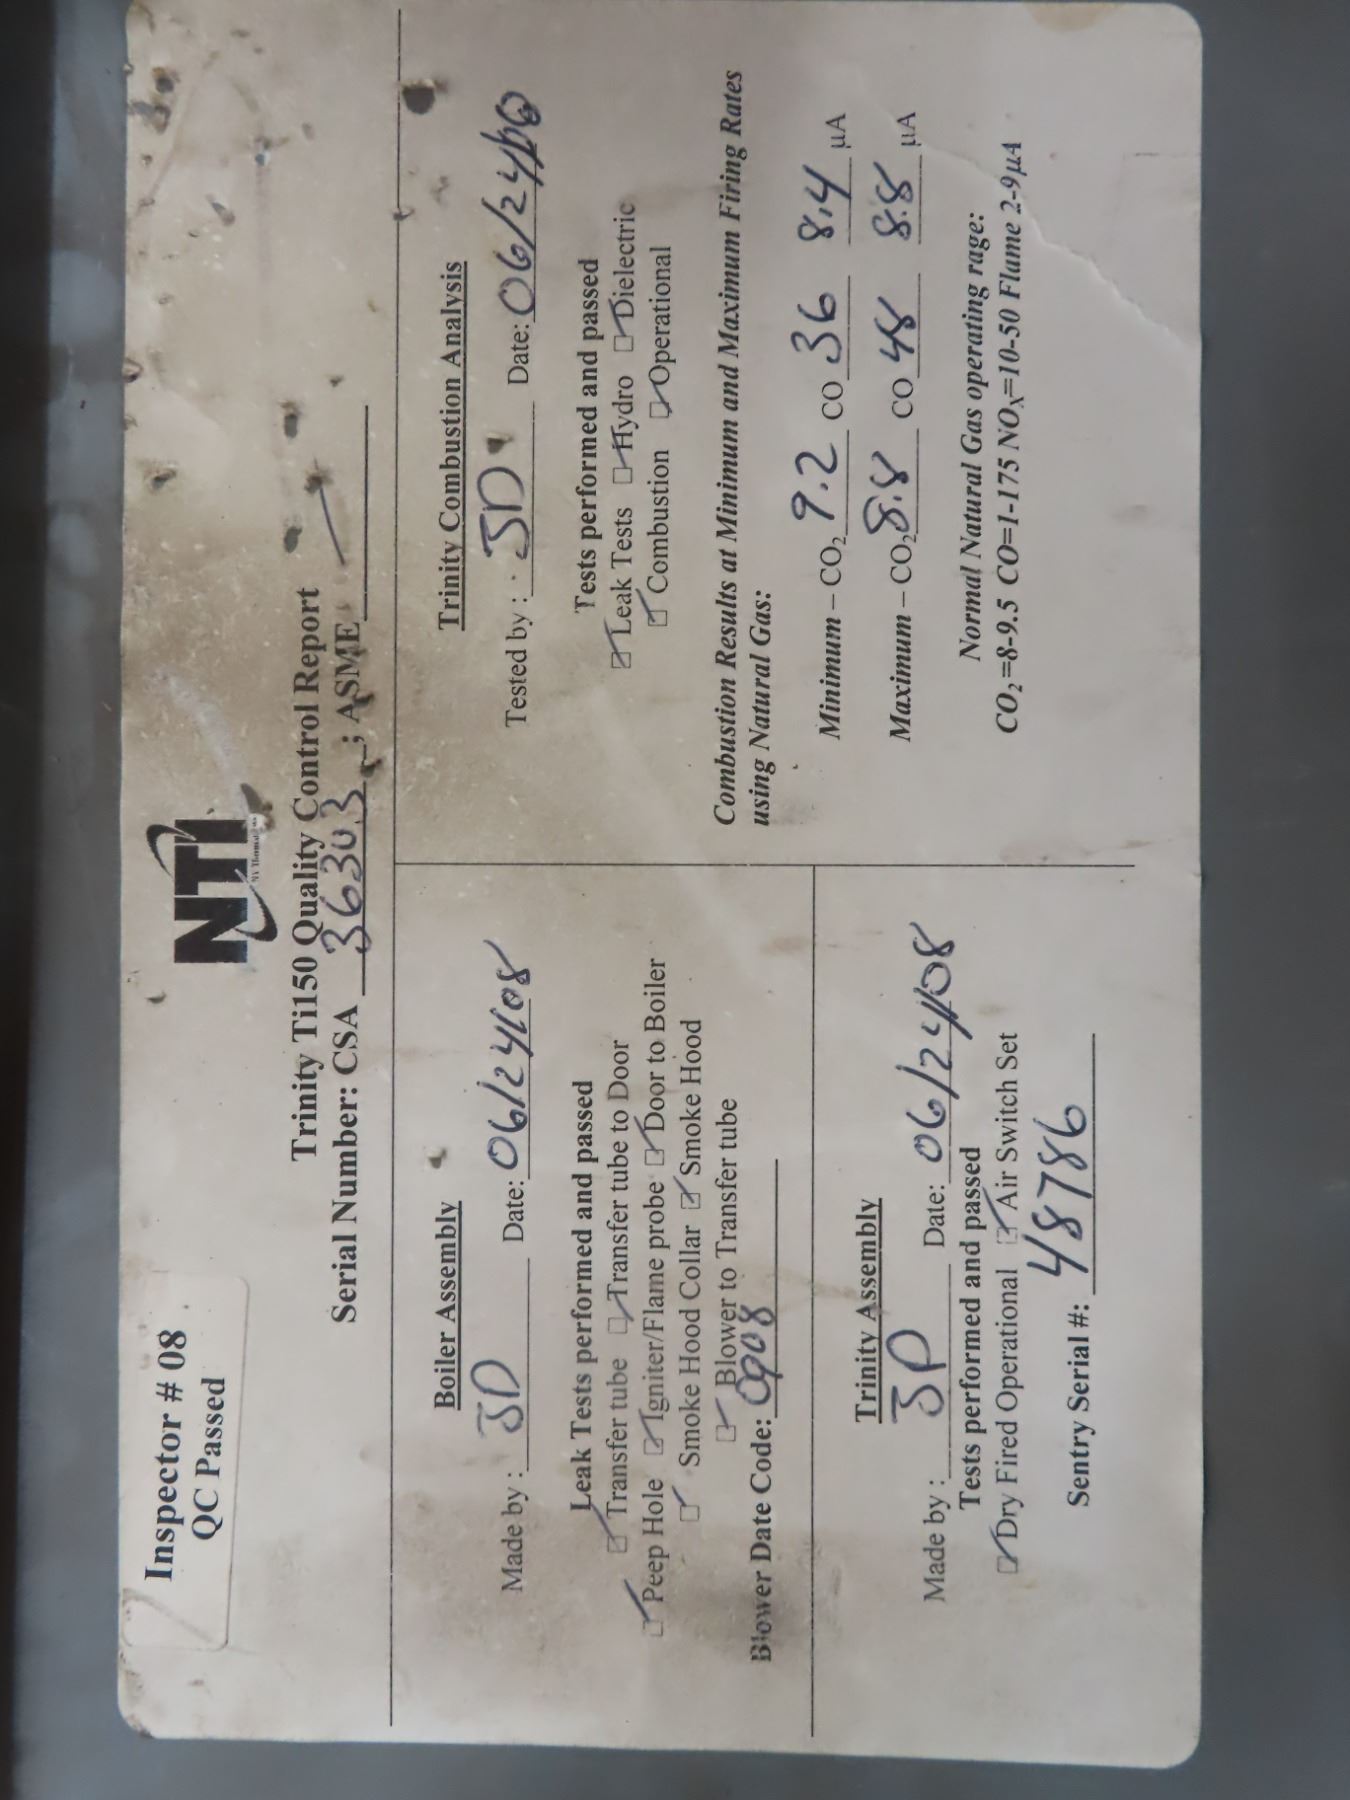 Inspector # 08
QC Passed
NTI
NY Thermal Inc.
Trinity Ti150 Quality Control Report
Serial Number: CSA 36303 ; ASME
Boiler Assembly
Made by : JD Date: 06/24/08
Leak Tests performed and passed
Transfer tube Transfer tube to Door
Peep Hole Igniter/Flame probe Door to Boiler
Smoke Hood Collar Smoke Hood
Blower to Transfer tube
Blower Date Code: 0908
Trinity Assembly
Made by : JD Date: 06/24/08
Tests performed and passed
Dry Fired Operational Air Switch Set
Sentry Serial #: 48786
Trinity Combustion Analysis
Tested by : JD Date: 06/24/08
Tests performed and passed
Leak Tests Hydro Dielectric
Combustion Operational
Combustion Results at Minimum and Maximum Firing Rates
using Natural Gas:
Minimum – CO₂ 9.2 CO 36 8.4 µA
Maximum – CO₂ 8.8 CO 48 8.8 µA
Normal Natural Gas operating rage:
CO₂=8-9.5 CO=1-175 NOₓ=10-50 Flame 2-9µA